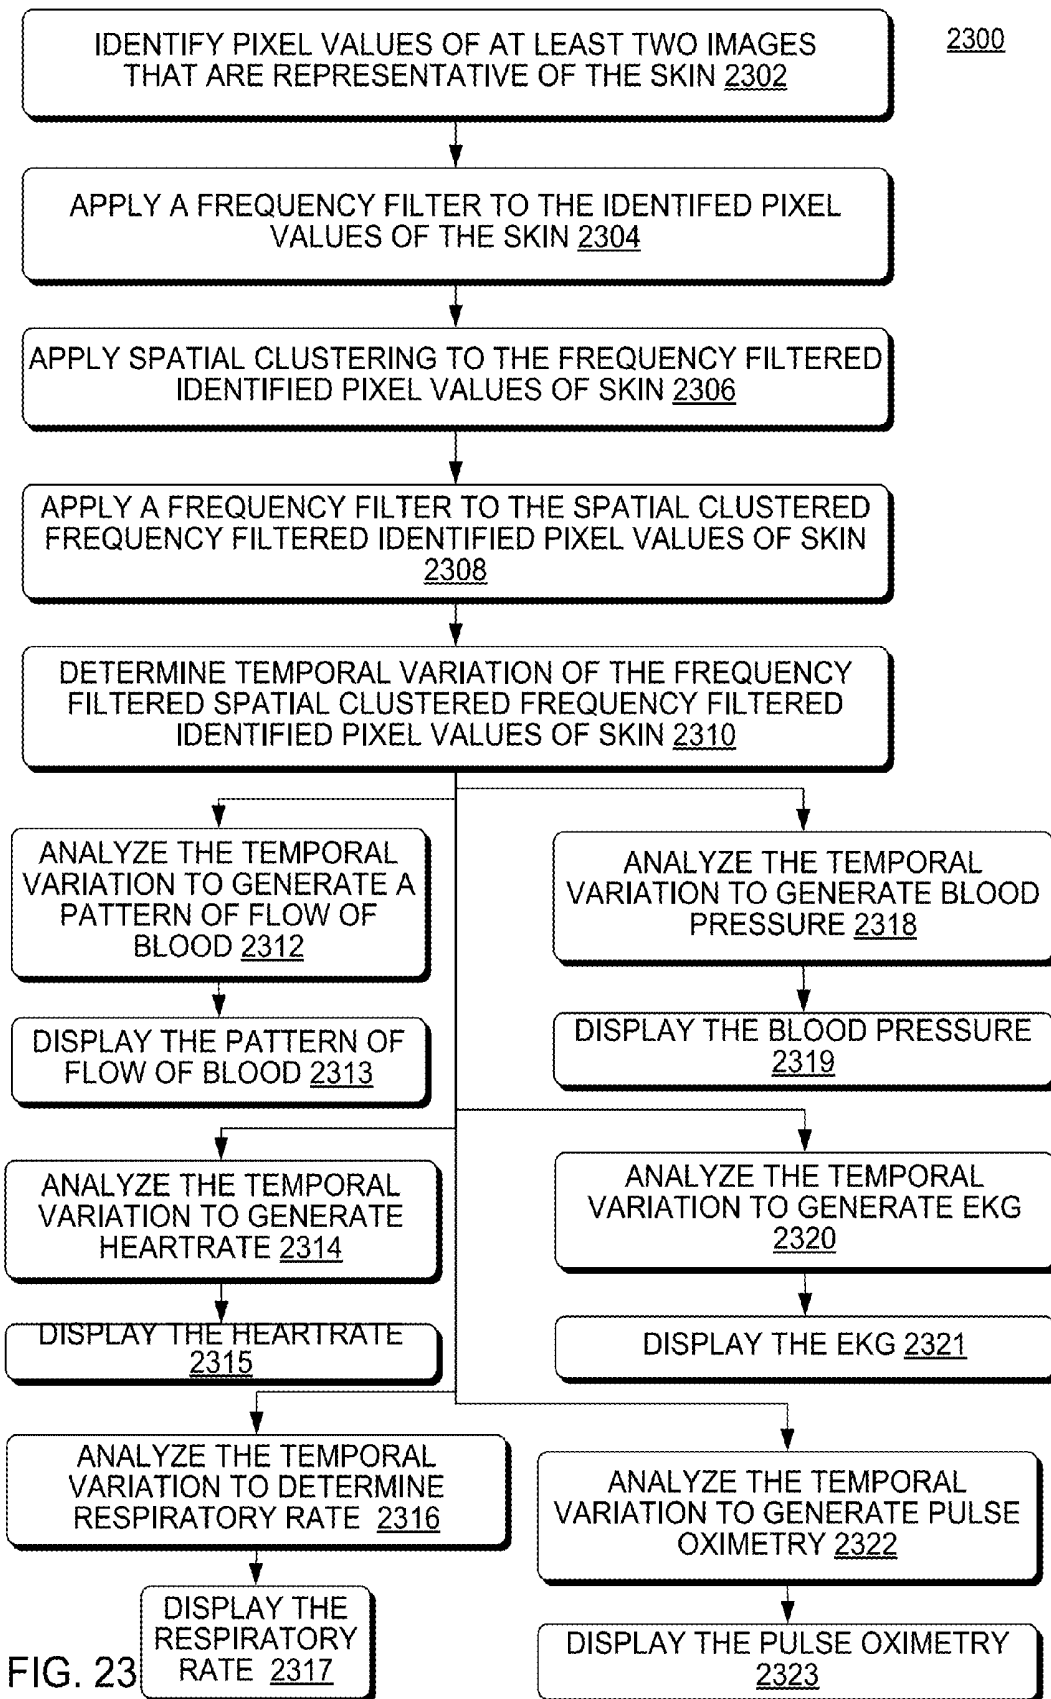 IDENTIFY PIXEL VALUES OF AT LEAST TWO IMAGES
THAT ARE REPRESENTATIVE OF THE SKIN 2302
2300
APPLY A FREQUENCY FILTER TO THE IDENTIFED PIXEL
VALUES OF THE SKIN 2304
APPLY SPATIAL CLUSTERING TO THE FREQUENCY FILTERED
IDENTIFIED PIXEL VALUES OF SKIN 2306
APPLY A FREQUENCY FILTER TO THE SPATIAL CLUSTERED
FREQUENCY FILTERED IDENTIFIED PIXEL VALUES OF SKIN
2308
DETERMINE TEMPORAL VARIATION OF THE FREQUENCY
FILTERED SPATIAL CLUSTERED FREQUENCY FILTERED
IDENTIFIED PIXEL VALUES OF SKIN 2310
ANALYZE THE TEMPORAL
VARIATION TO GENERATE A
PATTERN OF FLOW OF
BLOOD 2312
DISPLAY THE PATTERN OF
FLOW OF BLOOD 2313
ANALYZE THE TEMPORAL
VARIATION TO GENERATE BLOOD
PRESSURE 2318
DISPLAY THE BLOOD PRESSURE
2319
ANALYZE THE TEMPORAL
VARIATION TO GENERATE
HEARTRATE 2314
DISPLAY THE HEARTRATE
2315
ANALYZE THE TEMPORAL
VARIATION TO GENERATE EKG
2320
DISPLAY THE EKG 2321
ANALYZE THE TEMPORAL
VARIATION TO DETERMINE
RESPIRATORY RATE 2316
DISPLAY THE
RESPIRATORY
RATE 2317
ANALYZE THE TEMPORAL
VARIATION TO GENERATE PULSE
OXIMETRY 2322
DISPLAY THE PULSE OXIMETRY
2323
FIG. 23